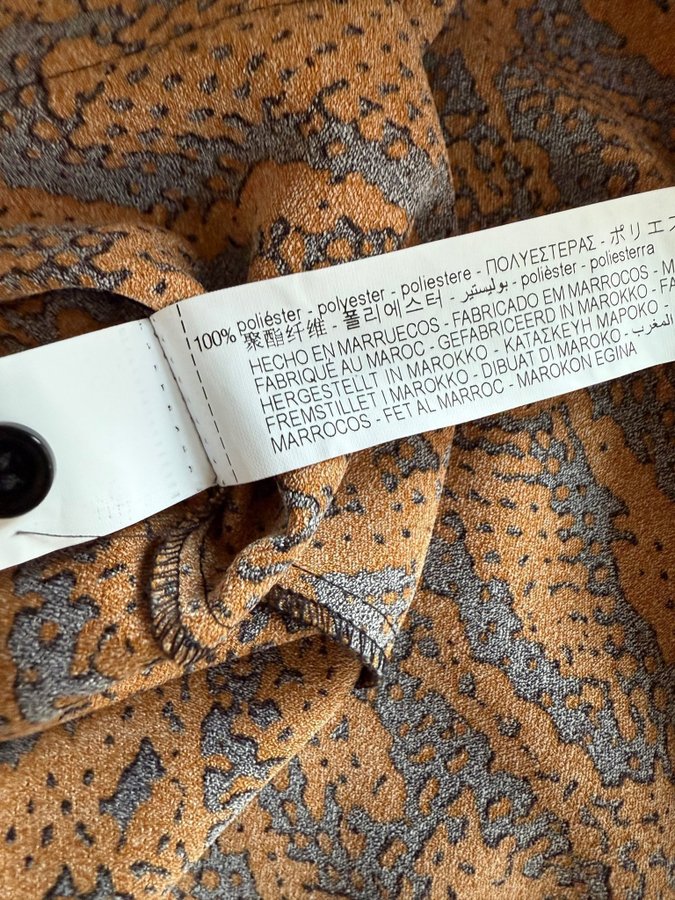 100% poliéster - polyester - poliestere - ΠΟΛΥΕΣΤΕΡΑΣ - ポリエス
聚酯纤维 - 폴리에스터 - بوليستير - polièster - poliesterra
HECHO EN MARRUECOS - FABRICADO EM MARROCOS - M
FABRIQUÉ AU MAROC - GEFABRICEERD IN MAROKKO - FA
HERGESTELLT IN MAROKKO - ΚΑΤΑΣΚΕΥΗ ΜΑΡΟΚΟ -
FREMSTILLET I MAROKKO - DIBUAT DI MAROKO - المغرب
MARROCOS - FET AL MARROC - MAROKON EGINA